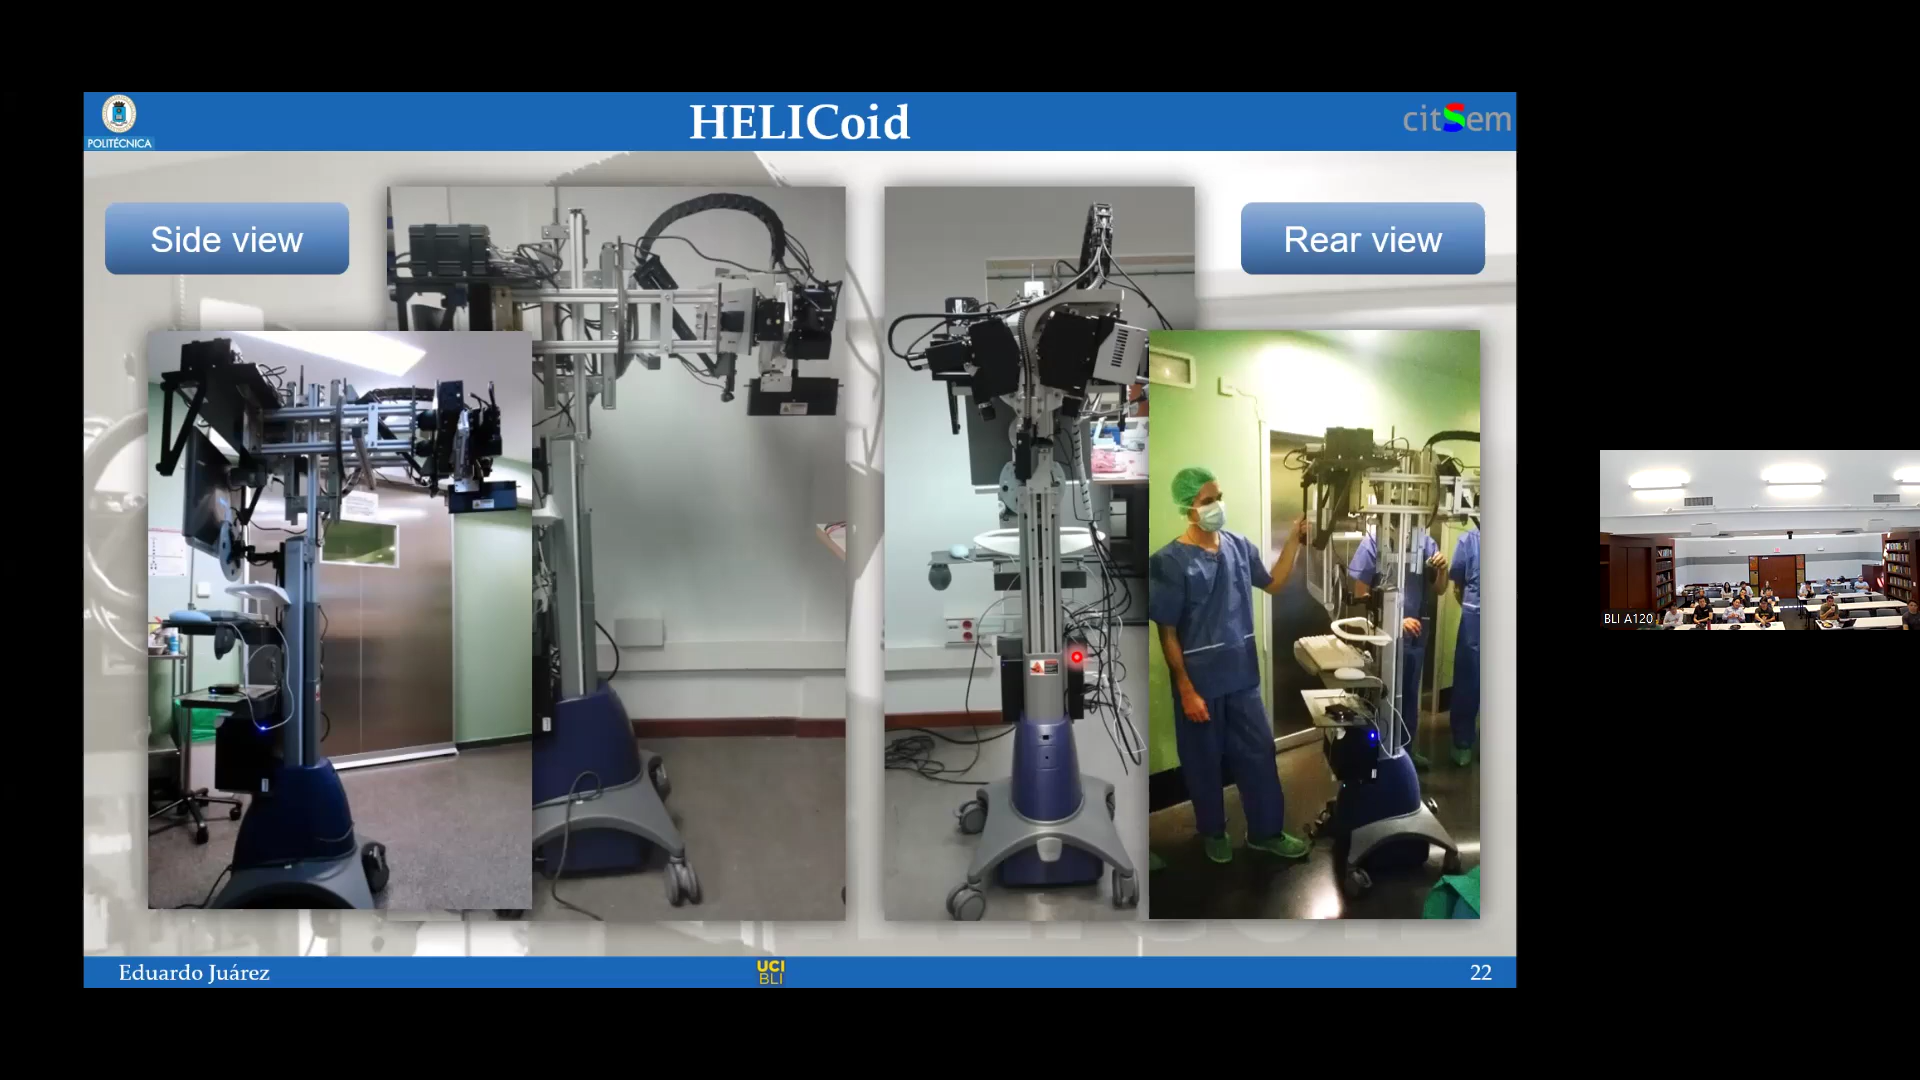 HELICoid
POLITÉCNICA
citSem
Side view
Rear view
BLI A120
Eduardo Juárez
UCI
BLI
22